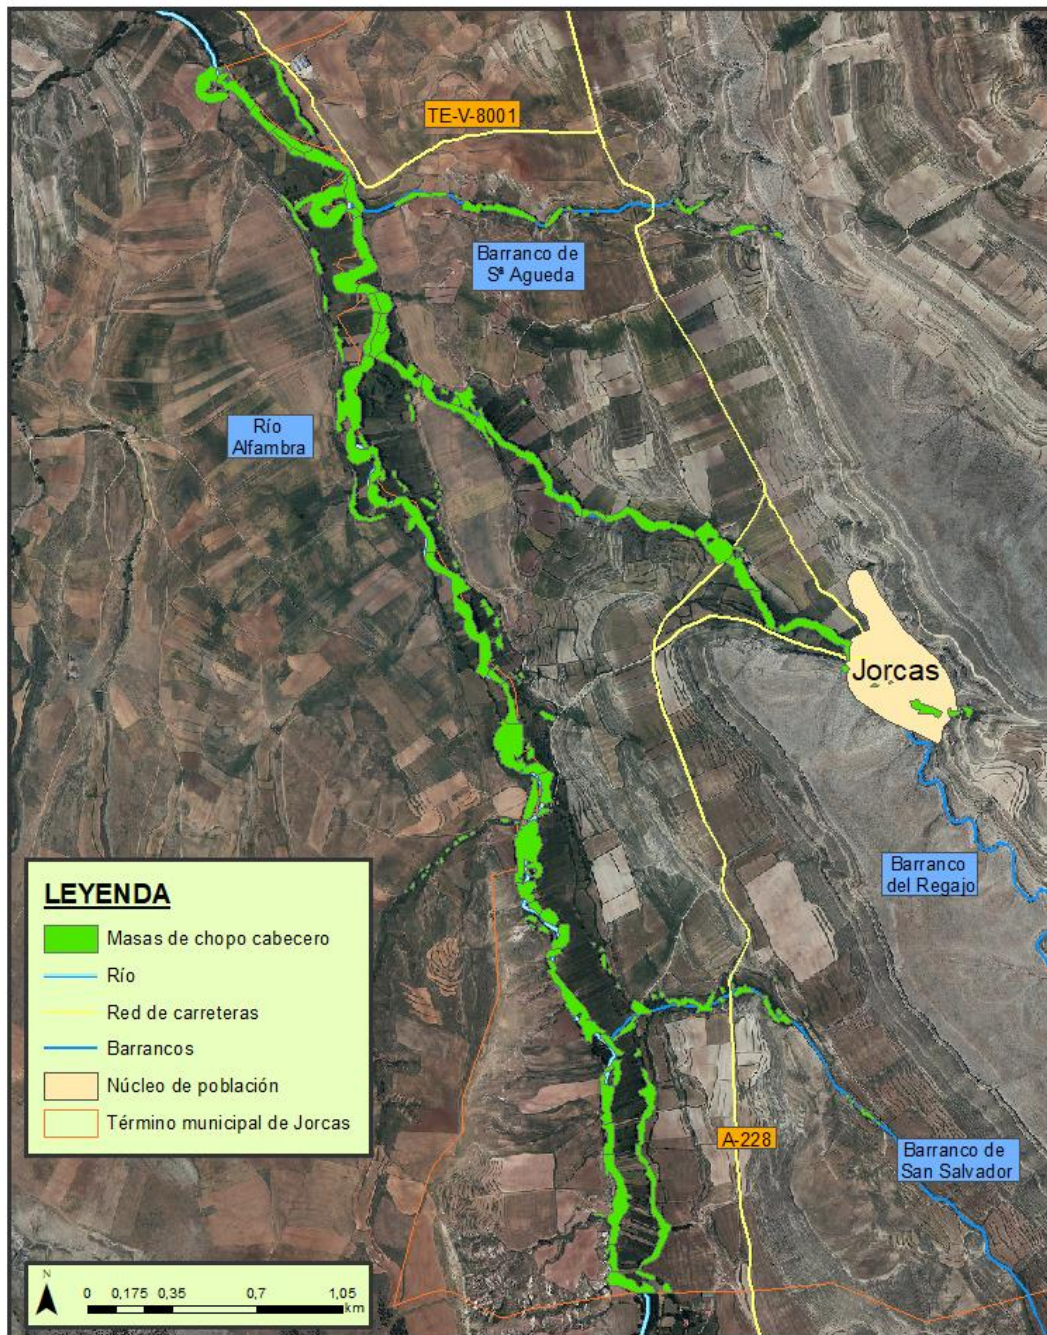 TE-V-8001
Barranco de
Sª Agueda
Río
Alfambra
Jorcas
Barranco
del Regajo
LEYENDA
Masas de chopo cabecero
Río
Red de carreteras
Barrancos
Núcleo de población
Término municipal de Jorcas
A-228
Barranco de
San Salvador
N
0 0,175 0,35 0,7 1,05
km